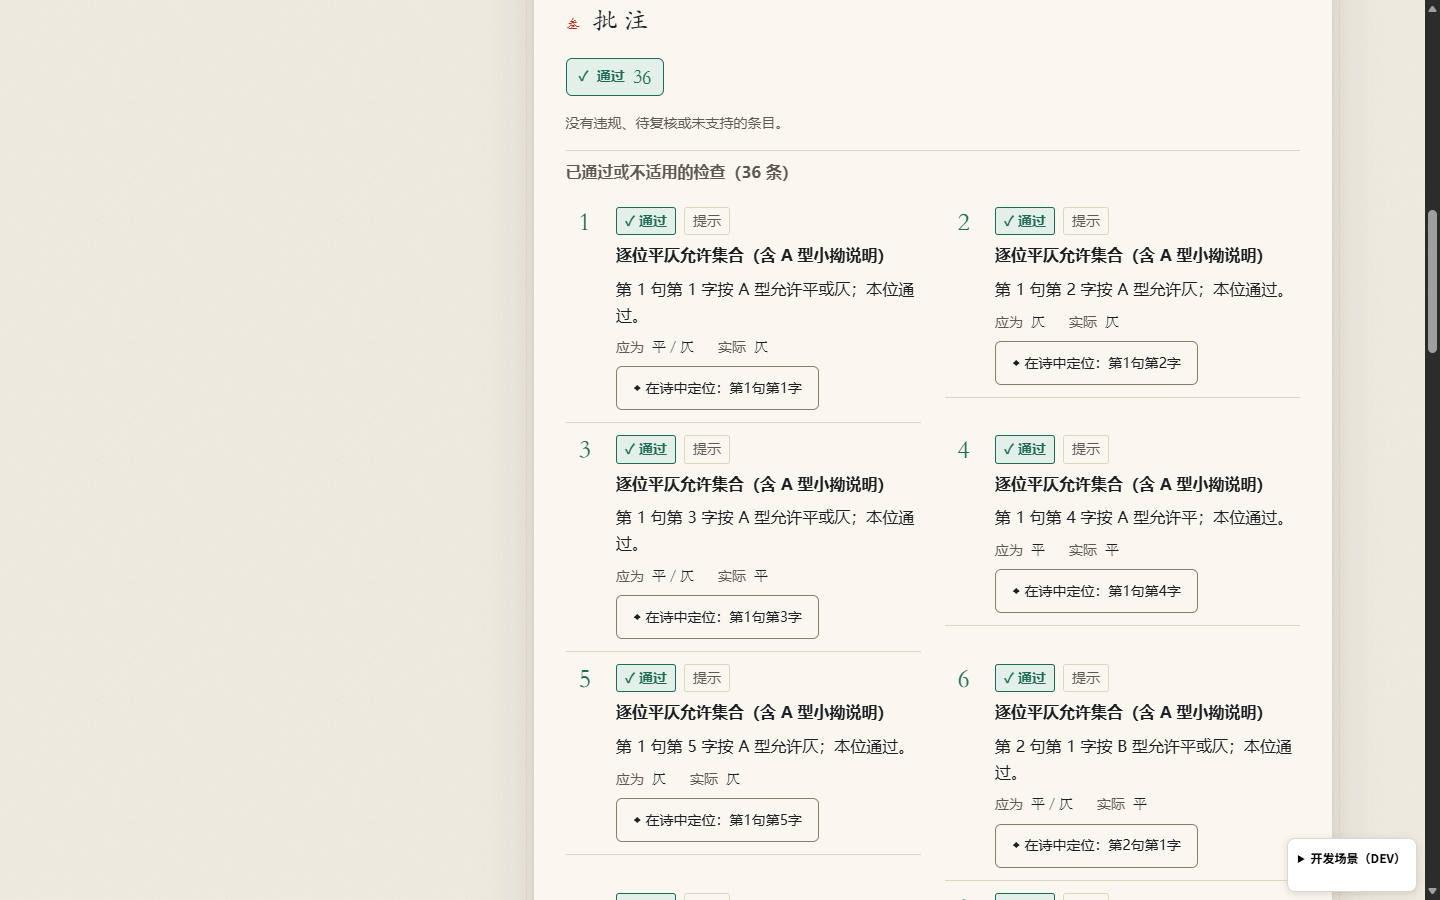 叁 批注
✓ 通过 36
没有违规、待复核或未支持的条目。
已通过或不适用的检查（36 条）
1 ✓ 通过 提示
逐位平仄允许集合（含 A 型小拗说明）
第 1 句第 1 字按 A 型允许平或仄；本位通
过。
应为 平 / 仄 实际 仄
◆ 在诗中定位：第1句第1字
2 ✓ 通过 提示
逐位平仄允许集合（含 A 型小拗说明）
第 1 句第 2 字按 A 型允许仄；本位通过。
应为 仄 实际 仄
◆ 在诗中定位：第1句第2字
3 ✓ 通过 提示
逐位平仄允许集合（含 A 型小拗说明）
第 1 句第 3 字按 A 型允许平或仄；本位通
过。
应为 平 / 仄 实际 平
◆ 在诗中定位：第1句第3字
4 ✓ 通过 提示
逐位平仄允许集合（含 A 型小拗说明）
第 1 句第 4 字按 A 型允许平；本位通过。
应为 平 实际 平
◆ 在诗中定位：第1句第4字
5 ✓ 通过 提示
逐位平仄允许集合（含 A 型小拗说明）
第 1 句第 5 字按 A 型允许仄；本位通过。
应为 仄 实际 仄
◆ 在诗中定位：第1句第5字
6 ✓ 通过 提示
逐位平仄允许集合（含 A 型小拗说明）
第 2 句第 1 字按 B 型允许平或仄；本位通
过。
应为 平 / 仄 实际 平
◆ 在诗中定位：第2句第1字
▶ 开发场景（DEV）